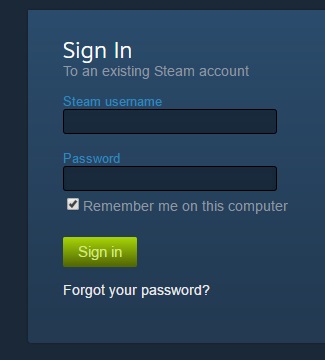 Sign In
To an existing Steam account
Steam username
Password
Remember me on this computer
Sign in
Forgot your password?